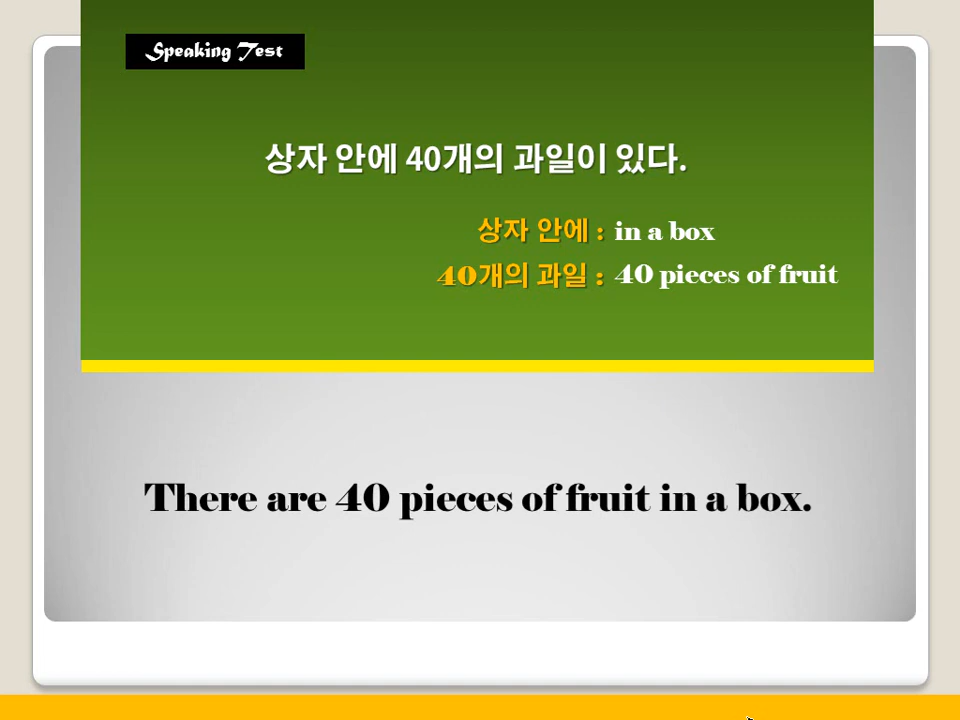 Speaking Test
상자 안에 40개의 과일이 있다.
상자 안에 : in a box
40개의 과일 : 40 pieces of fruit
There are 40 pieces of fruit in a box.